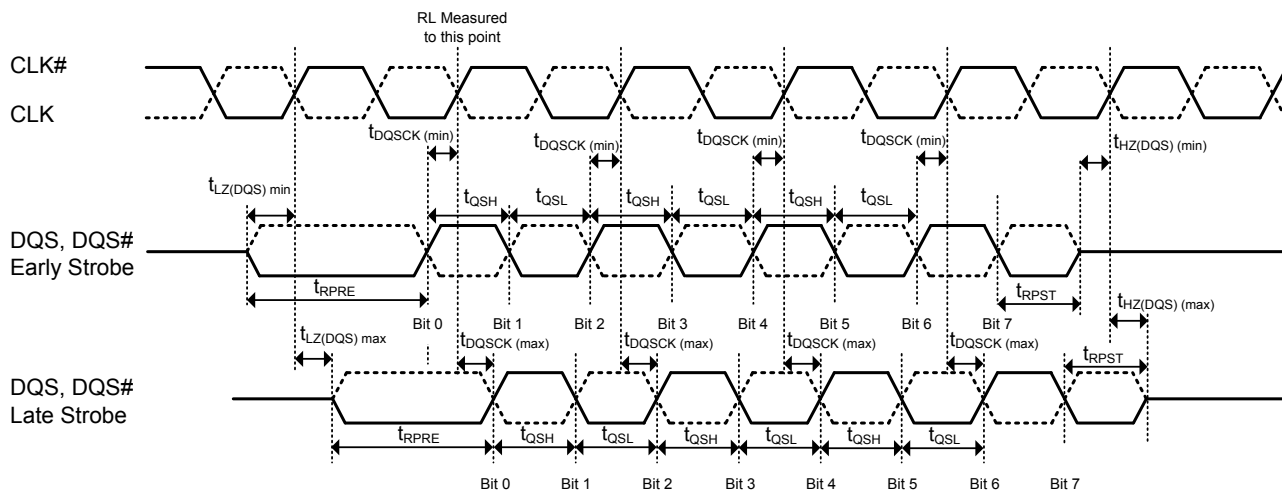 RL Measured
to this point
CLK#
CLK
tDQSCK (min)
tDQSCK (min)
tDQSCK (min)
tDQSCK (min)
tHZ(DQS) (min)
tLZ(DQS) min
tQSH
tQSL
tQSH
tQSL
tQSH
tQSL
DQS, DQS#
Early Strobe
tRPRE
tRPST
tHZ(DQS) (max)
Bit 0
Bit 1
Bit 2
Bit 3
Bit 4
Bit 5
Bit 6
Bit 7
tLZ(DQS) max
tDQSCK (max)
tDQSCK (max)
tDQSCK (max)
tDQSCK (max)
tRPST
DQS, DQS#
Late Strobe
tRPRE
tQSH
tQSL
tQSH
tQSL
tQSH
tQSL
Bit 0
Bit 1
Bit 2
Bit 3
Bit 4
Bit 5
Bit 6
Bit 7